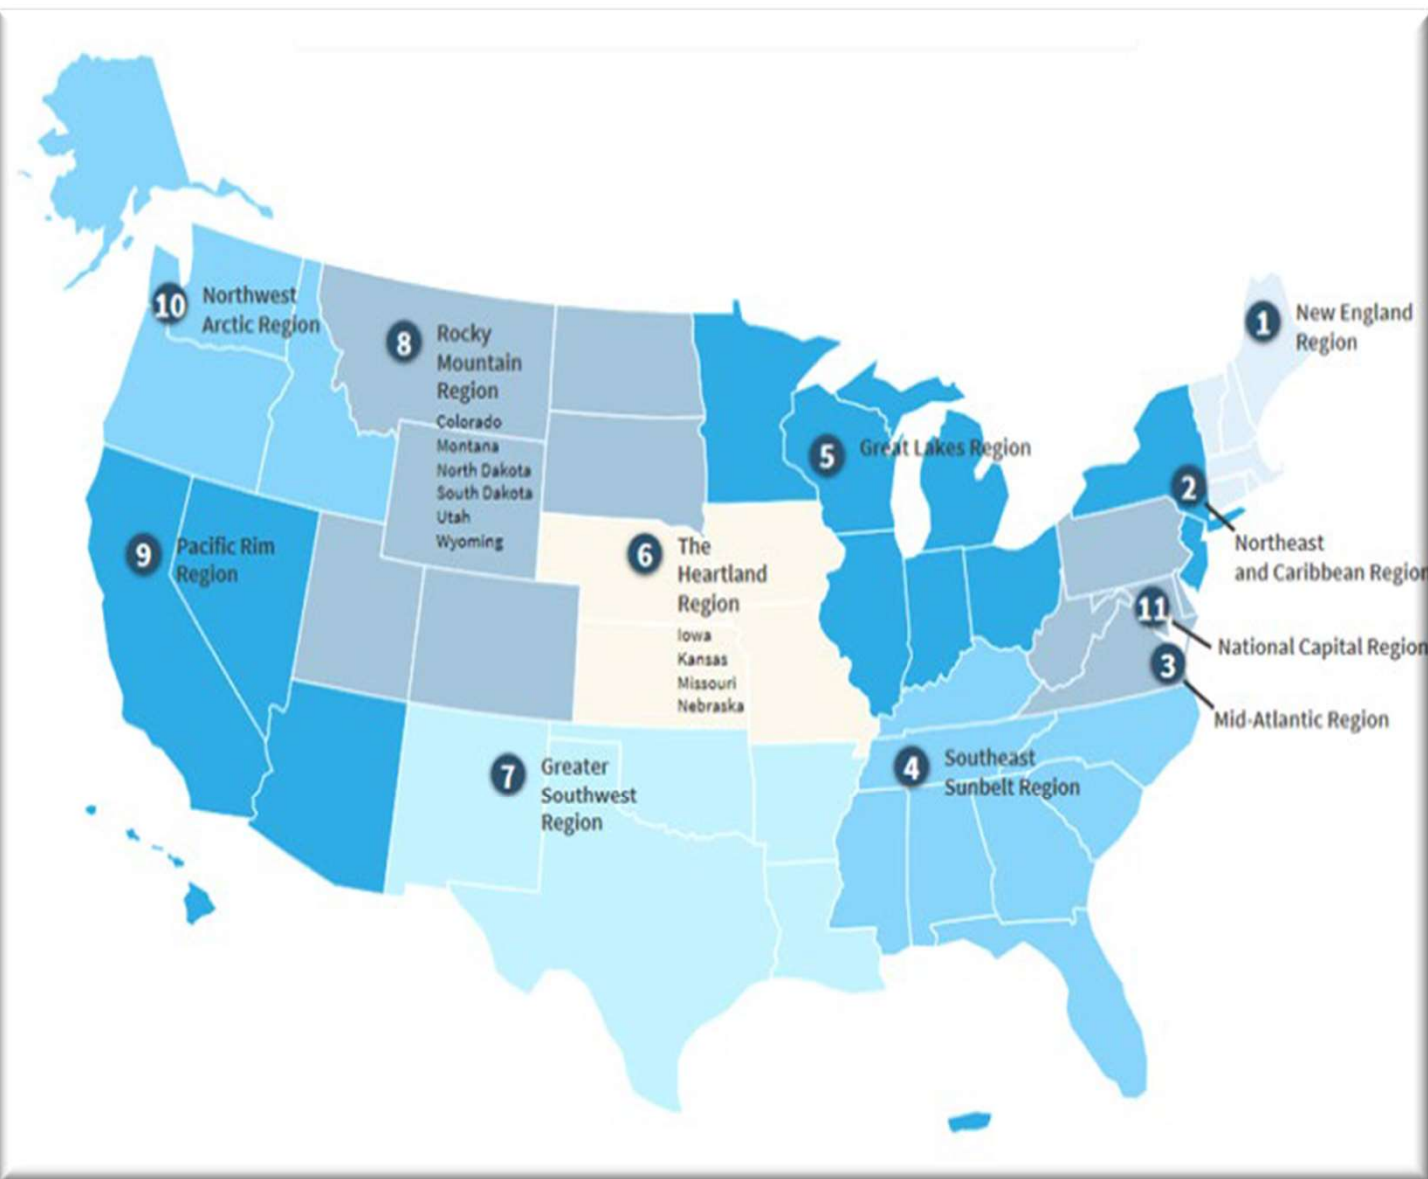 10
Northwest
Arctic Region
8
Rocky
Mountain
Region
Colorado
Montana
North Dakota
South Dakota
Utah
Wyoming
1
New England
Region
5
Great Lakes Region
2
Northeast
and Caribbean Region
9
Pacific Rim
Region
6
The
Heartland
Region
Iowa
Kansas
Missouri
Nebraska
11
National Capital Region
3
Mid-Atlantic Region
7
Greater
Southwest
Region
4
Southeast
Sunbelt Region